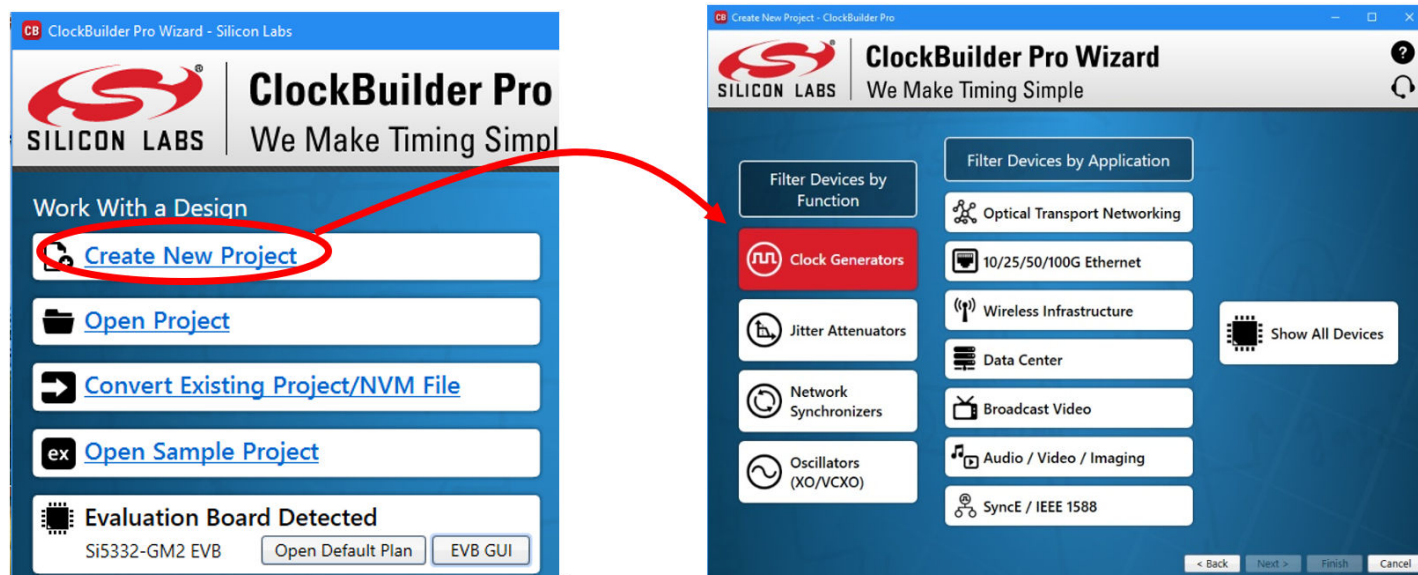 CB ClockBuilder Pro Wizard - Silicon Labs
SILICON LABS
ClockBuilder Pro
We Make Timing Simpl
Work With a Design
Create New Project
Open Project
Convert Existing Project/NVM File
ex Open Sample Project
Evaluation Board Detected
Si5332-GM2 EVB
Open Default Plan
EVB GUI
CB Create New Project - ClockBuilder Pro
SILICON LABS
ClockBuilder Pro Wizard
We Make Timing Simple
?
Filter Devices by
Function
Clock Generators
Jitter Attenuators
Network
Synchronizers
Oscillators
(XO/VCXO)
Filter Devices by Application
Optical Transport Networking
10/25/50/100G Ethernet
Wireless Infrastructure
Data Center
Broadcast Video
Audio / Video / Imaging
SyncE / IEEE 1588
Show All Devices
< Back
Next >
Finish
Cancel